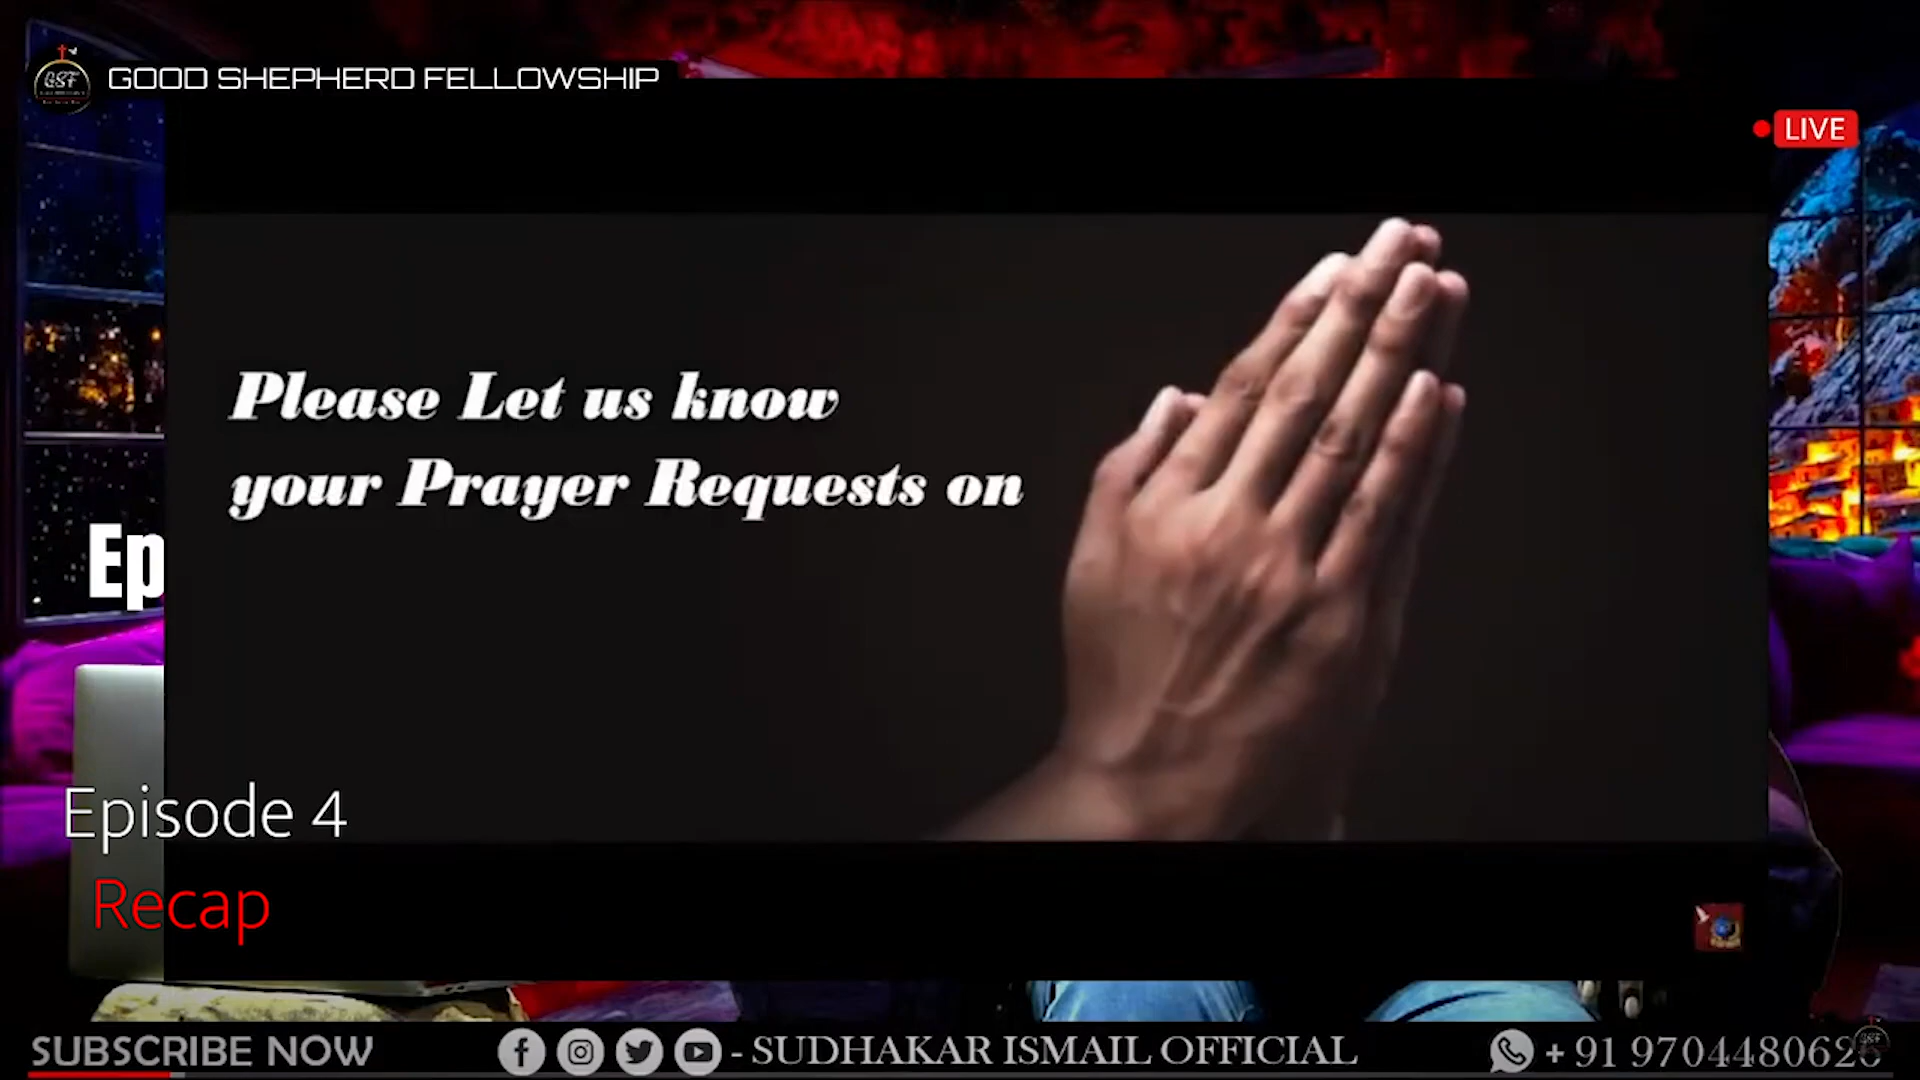 GSF
GOOD SHEPHERD FELLOWSHIP
LIVE
Please Let us know
your Prayer Requests on
Ep
Episode 4
Recap
SUBSCRIBE NOW
- SUDHAKAR ISMAIL OFFICIAL
+ 91 970448062